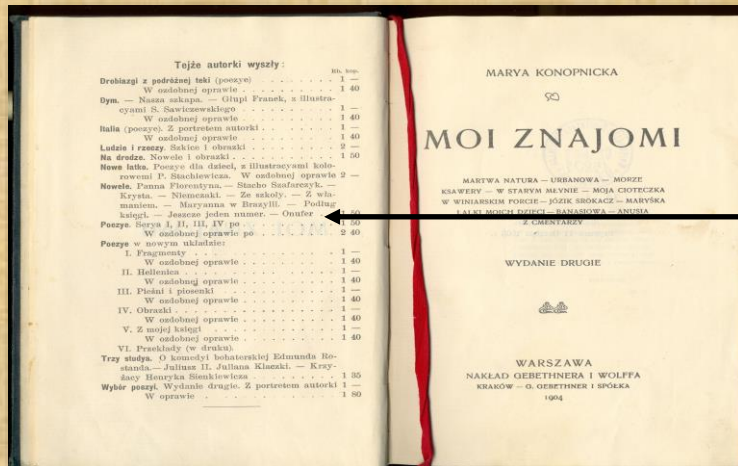 Tejże autorki wyszły:
Rb. kop.
Drobiazgi z podróżnej teki (poezye) . . . . . . . . 1 —
W ozdobnej oprawie . . . . . . . . . 1 40
Dym. — Nasza szkapa. — Głupi Franek, z illustra-
cyami S. Sawiczewskiego . . . . . . . . 1 —
W ozdobnej oprawie . . . . . . . . . 1 40
Italia (poezye). Z portretem autorki . . . . . . . 1 —
W ozdobnej oprawie . . . . . . . . . 1 40
Ludzie i rzeczy. Szkice i obrazki . . . . . . . . 2 —
Na drodze. Nowele i obrazki . . . . . . . . . 1 50
Nowe latka. Poezye dla dzieci, z illustracyami kolo-
rowemi P. Stachiewicza. W ozdobnej oprawie 2 —
Nowele. Panna Florentyna. — Stacho Szafarczyk. —
Krysta. — Niemczaki. — Ze szkoły. — Z wła-
maniem. — Maryanna w Brazylii. — Podług
księgi. — Jeszcze jeden numer. — Onufer . 1 50
Poezye. Serya I, II, III, IV po . . . . . . . . 1 50
W ozdobnej oprawie po . . . . . . . . 2 40
Poezye w nowym układzie:
I. Fragmenty . . . . . . . . . . . 1 —
W ozdobnej oprawie . . . . . . . . . 1 40
II. Hellenica . . . . . . . . . . . 1 —
W ozdobnej oprawie . . . . . . . . . 1 40
III. Pieśni i piosenki . . . . . . . . . 1 —
W ozdobnej oprawie . . . . . . . . . 1 40
IV. Obrazki . . . . . . . . . . . 1 —
W ozdobnej oprawie . . . . . . . . . 1 40
V. Z mojej księgi . . . . . . . . . 1 —
W ozdobnej oprawie . . . . . . . . . 1 40
VI. Przekłady (w druku).
Trzy studya. O komedyi bohaterskiej Edmunda Ro-
standa.— Juliusz II. Juliana Klaczki. — Krzy-
żacy Henryka Sienkiewicza . . . . . . . 1 35
Wybór poezyi. Wydanie drugie. Z portretem autorki 1 —
W oprawie . . . . . . . . . . . 1 80
MARYA KONOPNICKA
MOI ZNAJOMI
MARTWA NATURA — URBANOWA — MORZE
KSAWERY — W STARYM MŁYNIE — MOJA CIOTECZKA
W WINIARSKIM FORCIE — JÓZIK SROKACZ — MARYŚKA
LALKI MOICH DZIECI — BANASIOWA — ANUSIA
Z CMENTARZY
WYDANIE DRUGIE
WARSZAWA
NAKŁAD GEBETHNERA I WOLFFA
KRAKÓW — G. GEBETHNER I SPÓŁKA
1904